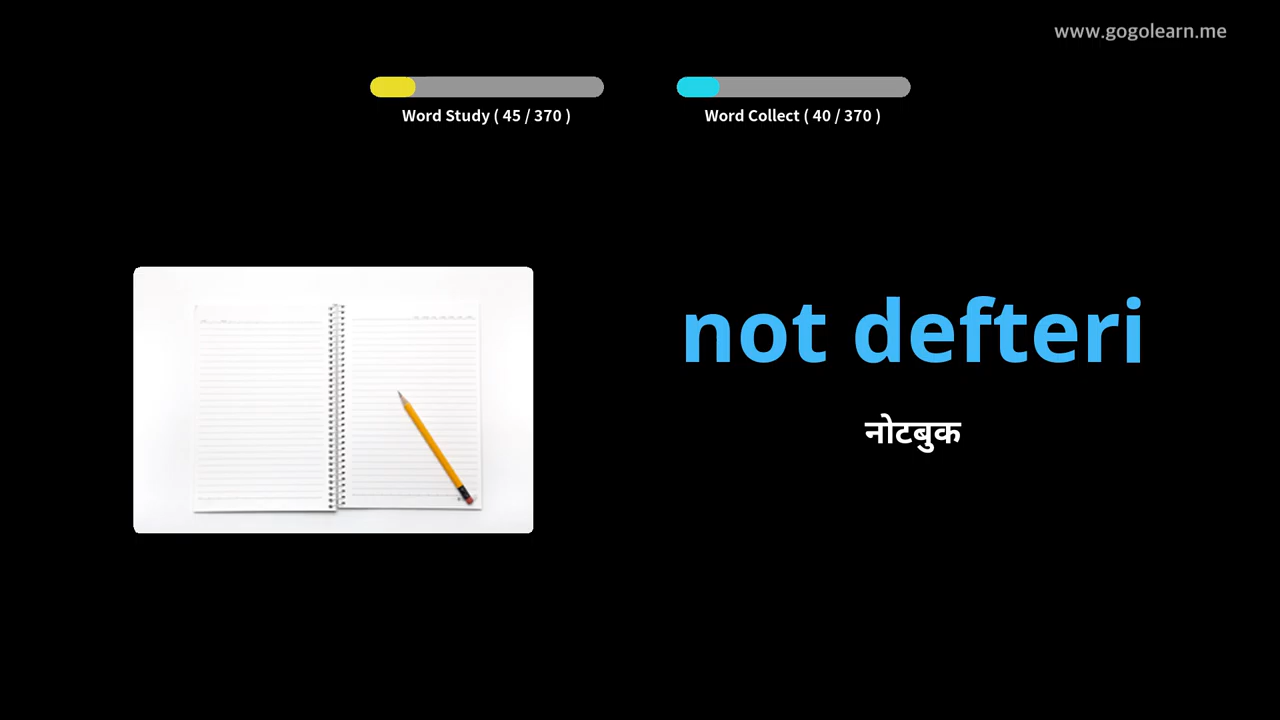 www.gogolearn.me
Word Study ( 45 / 370 )
Word Collect ( 40 / 370 )
not defteri
नोटबुक